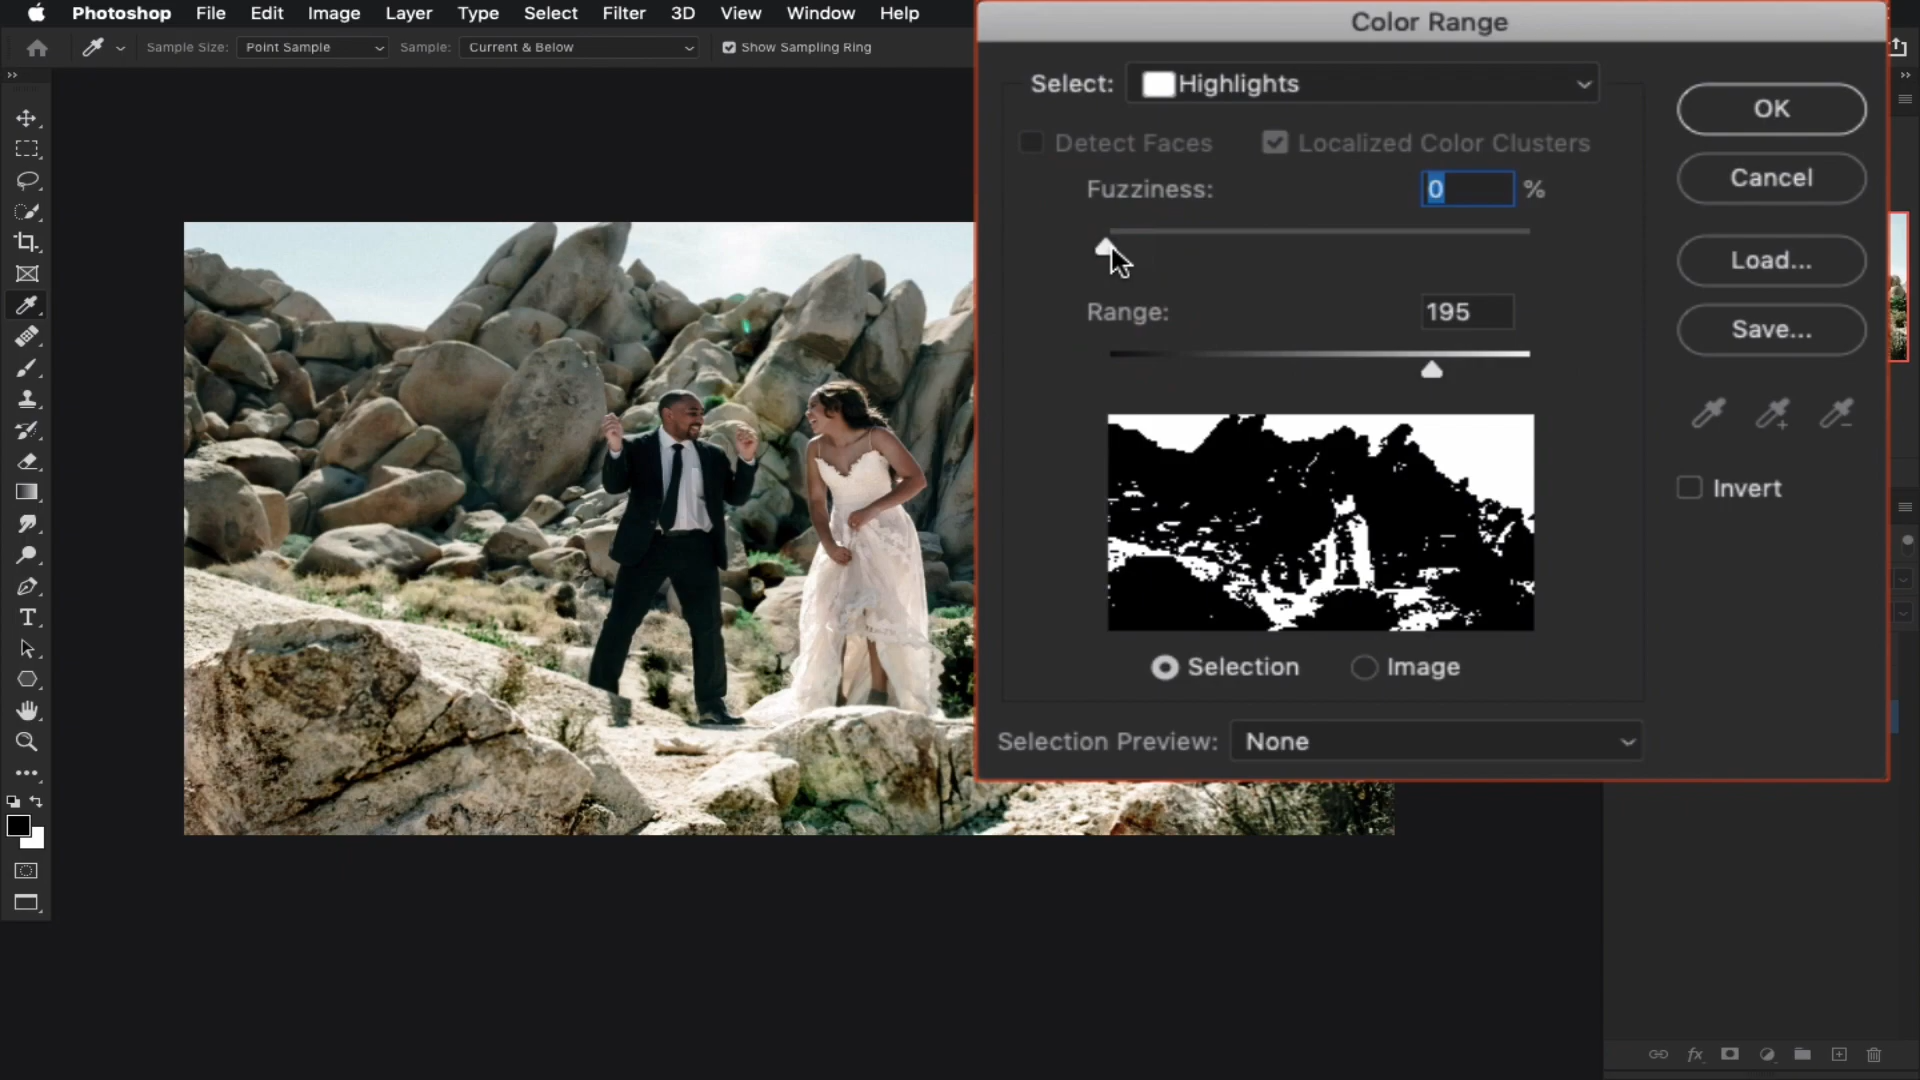 Photoshop File Edit Image Layer Type Select Filter 3D View Window Help
Sample Size: Point Sample Sample: Current & Below Show Sampling Ring
Color Range
Select: Highlights
OK
Detect Faces Localized Color Clusters
Cancel
Fuzziness: 0 %
Load...
Range: 195
Save...
Invert
Selection Image
Selection Preview: None
fx